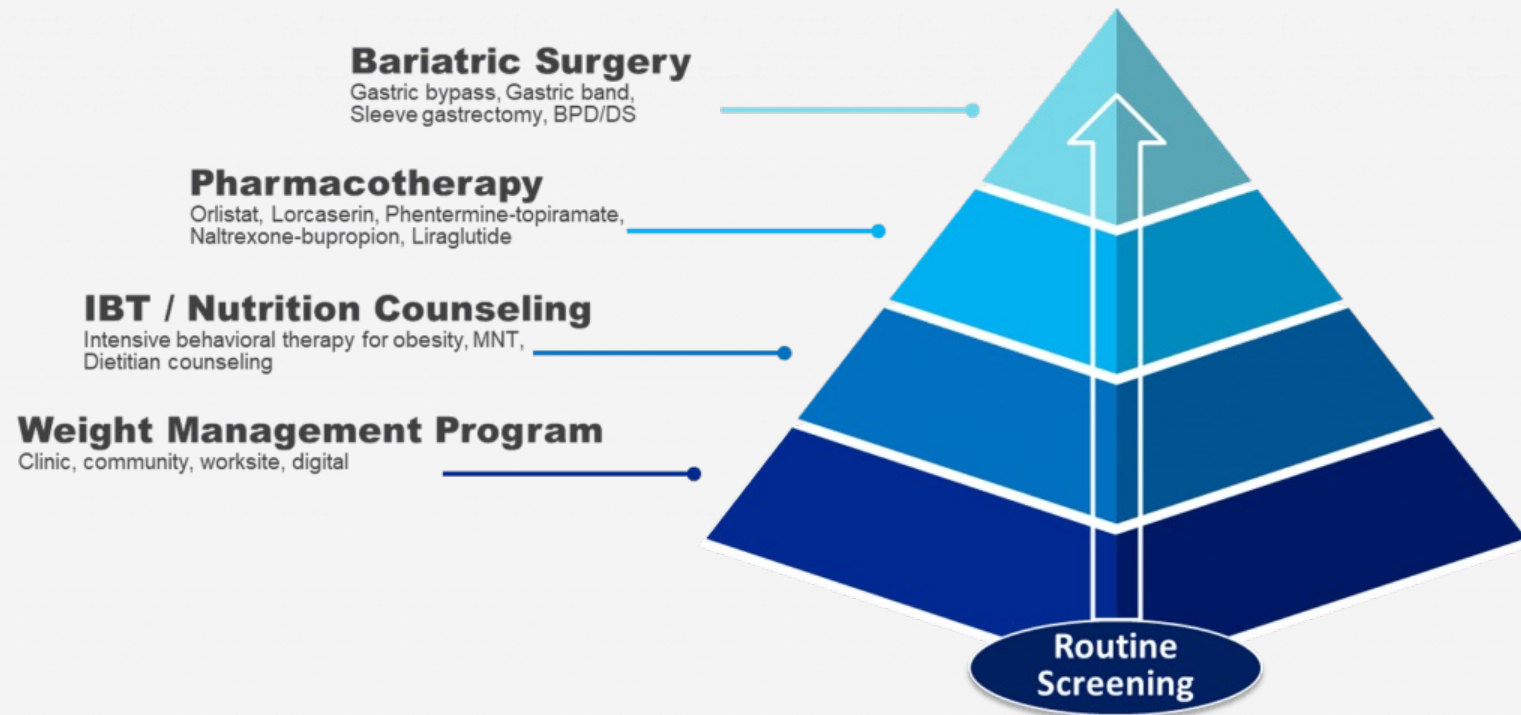 Bariatric Surgery
Gastric bypass, Gastric band,
Sleeve gastrectomy, BPD/DS
Pharmacotherapy
Orlistat, Lorcaserin, Phentermine-topiramate,
Naltrexone-bupropion, Liraglutide
IBT / Nutrition Counseling
Intensive behavioral therapy for obesity, MNT,
Dietitian counseling
Weight Management Program
Clinic, community, worksite, digital
Routine
Screening